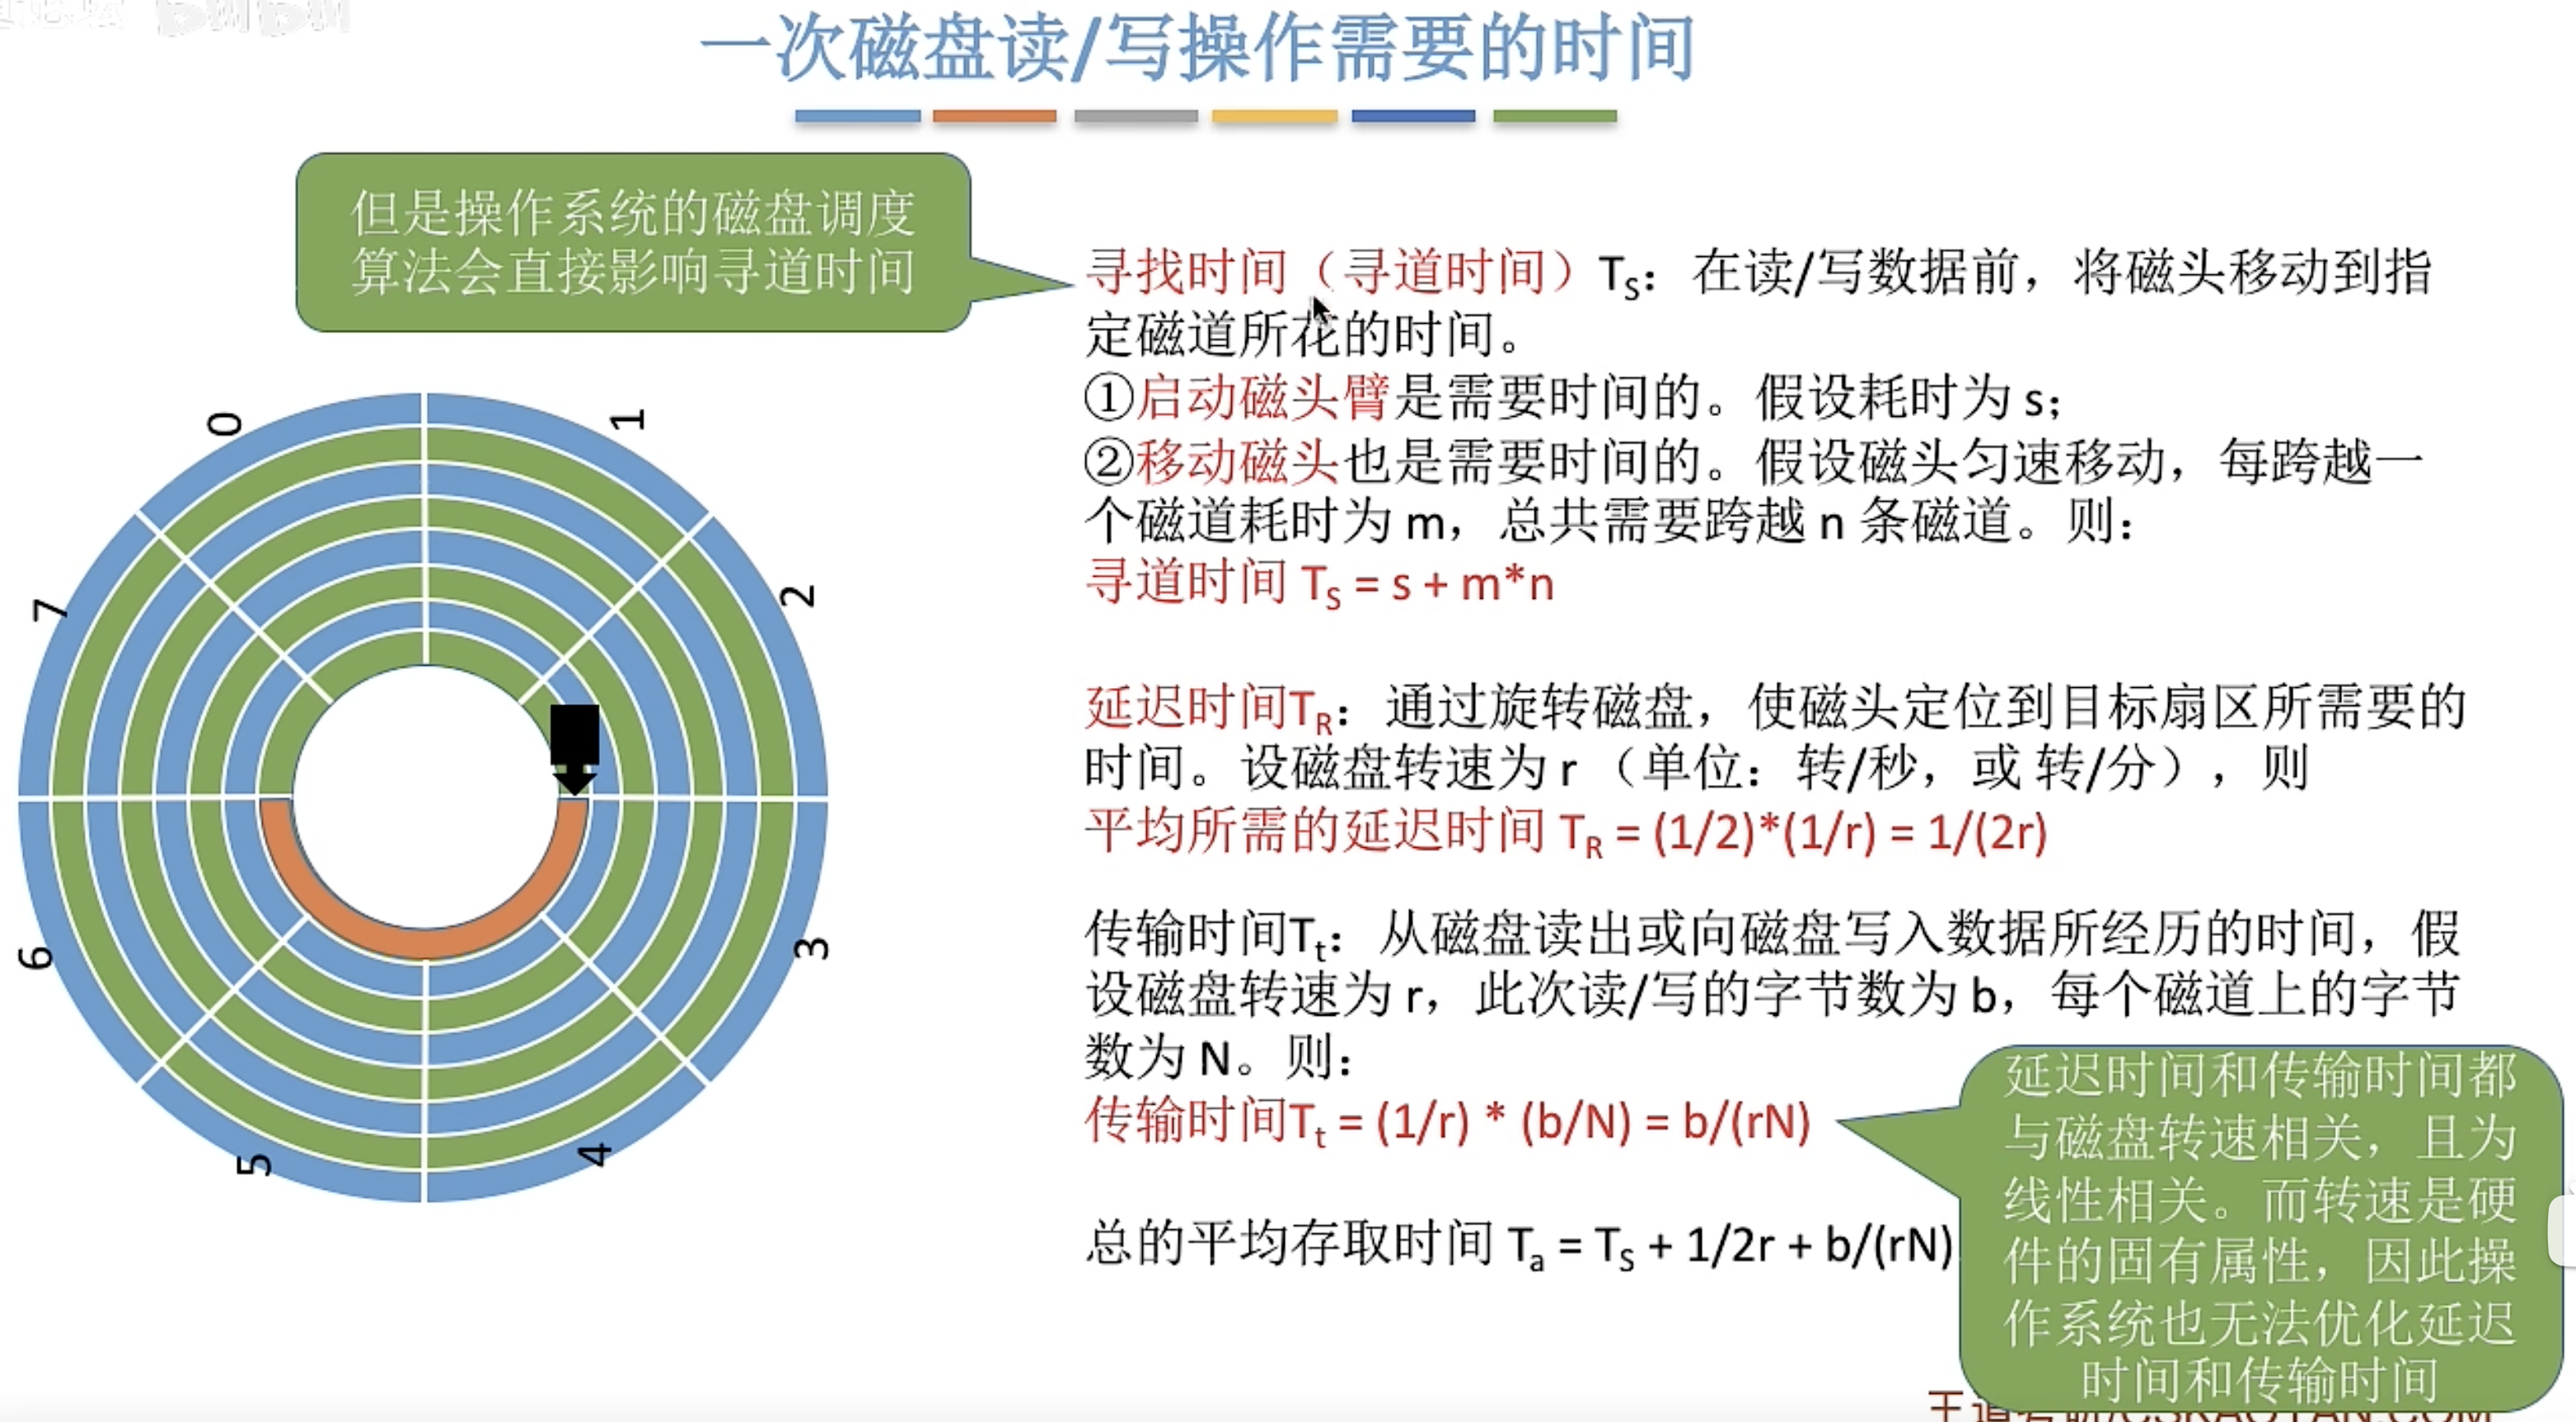 一次磁盘读/写操作需要的时间
但是操作系统的磁盘调度
算法会直接影响寻道时间
寻找时间（寻道时间）TS：在读/写数据前，将磁头移动到指
定磁道所花的时间。
①启动磁头臂是需要时间的。假设耗时为 s；
②移动磁头也是需要时间的。假设磁头匀速移动，每跨越一
个磁道耗时为 m，总共需要跨越 n 条磁道。则：
寻道时间 TS = s + m*n
延迟时间TR：通过旋转磁盘，使磁头定位到目标扇区所需要的
时间。设磁盘转速为 r （单位：转/秒，或 转/分），则
平均所需的延迟时间 TR = (1/2)*(1/r) = 1/(2r)
传输时间Tt：从磁盘读出或向磁盘写入数据所经历的时间，假
设磁盘转速为 r，此次读/写的字节数为 b，每个磁道上的字节
数为 N。则：
传输时间Tt = (1/r) * (b/N) = b/(rN)
总的平均存取时间 Ta = TS + 1/2r + b/(rN)
延迟时间和传输时间都
与磁盘转速相关，且为
线性相关。而转速是硬
件的固有属性，因此操
作系统也无法优化延迟
时间和传输时间
0
1
2
3
4
5
6
7